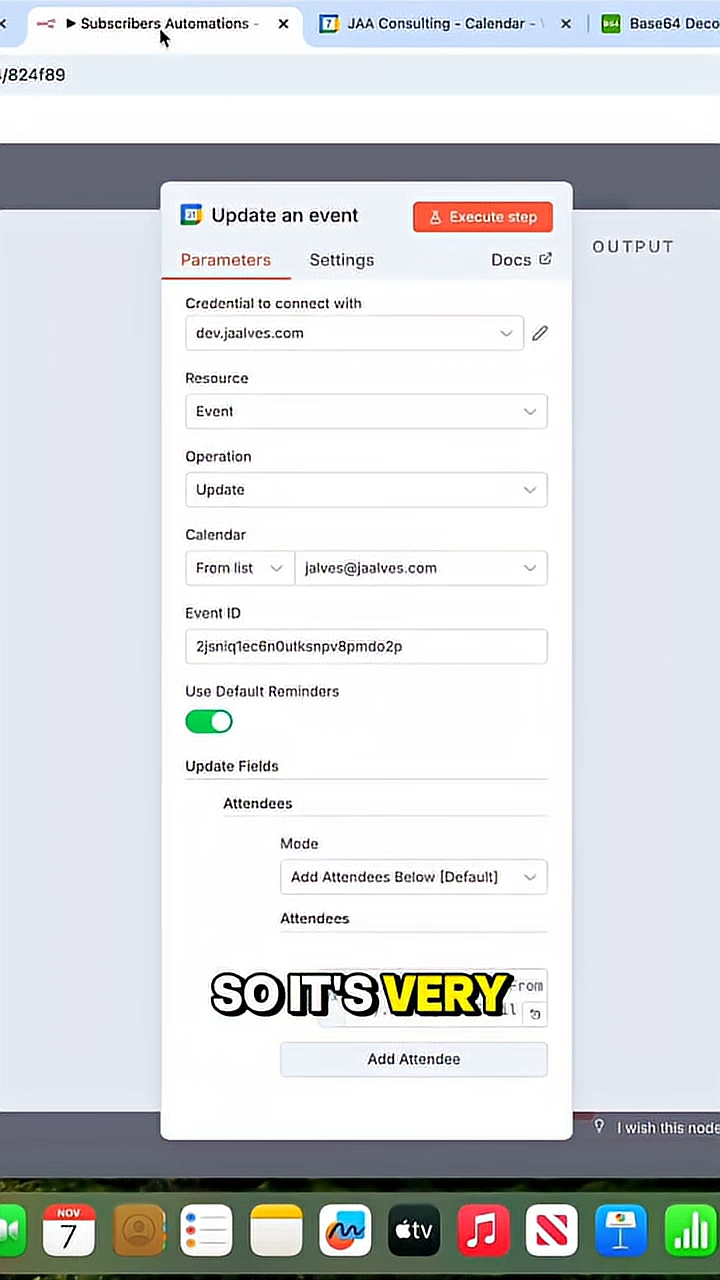 Subscribers Automations -
JAA Consulting - Calendar -
Base64 Deco
/824f89
Update an event
Execute step
OUTPUT
Parameters
Settings
Docs
Credential to connect with
dev.jaalves.com
Resource
Event
Operation
Update
Calendar
From list
jalves@jaalves.com
Event ID
2jsniq1ec6n0utksnpv8pmdo2p
Use Default Reminders
Update Fields
Attendees
Mode
Add Attendees Below [Default]
Attendees
From
SO IT'S VERY
Add Attendee
I wish this node
NOV
7
tv